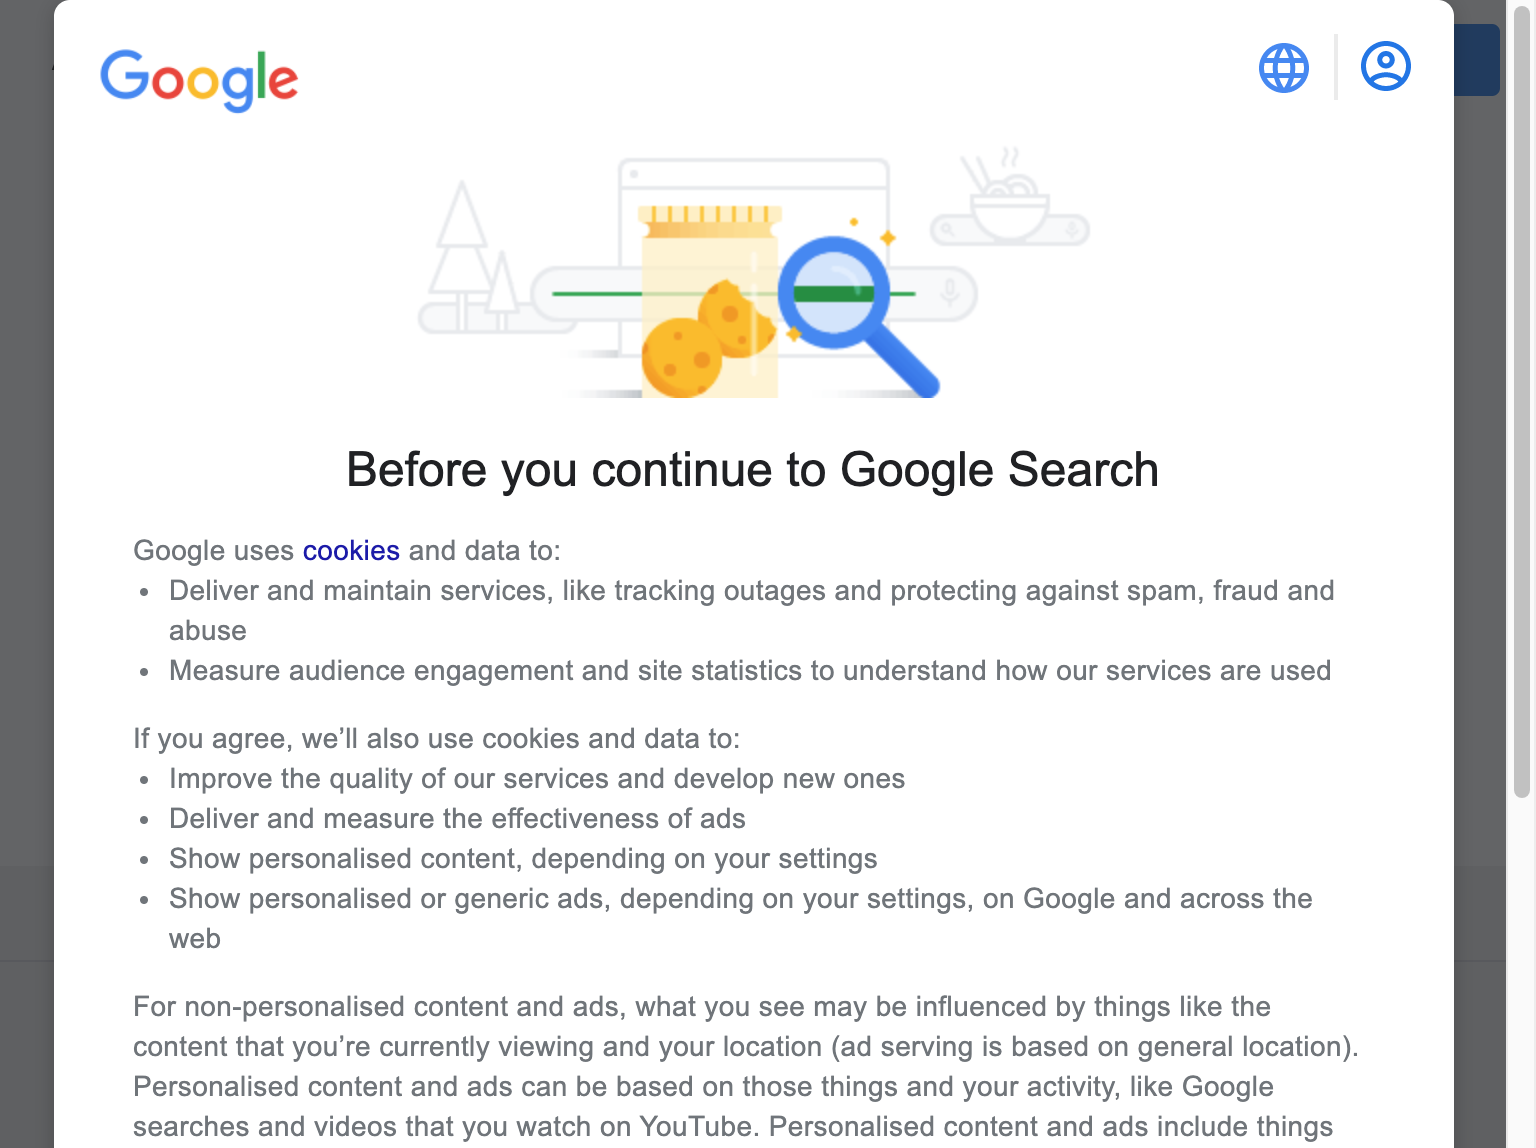 Google
Before you continue to Google Search
Google uses cookies and data to:
• Deliver and maintain services, like tracking outages and protecting against spam, fraud and
abuse
• Measure audience engagement and site statistics to understand how our services are used
If you agree, we’ll also use cookies and data to:
• Improve the quality of our services and develop new ones
• Deliver and measure the effectiveness of ads
• Show personalised content, depending on your settings
• Show personalised or generic ads, depending on your settings, on Google and across the
web
For non-personalised content and ads, what you see may be influenced by things like the
content that you’re currently viewing and your location (ad serving is based on general location).
Personalised content and ads can be based on those things and your activity, like Google
searches and videos that you watch on YouTube. Personalised content and ads include things